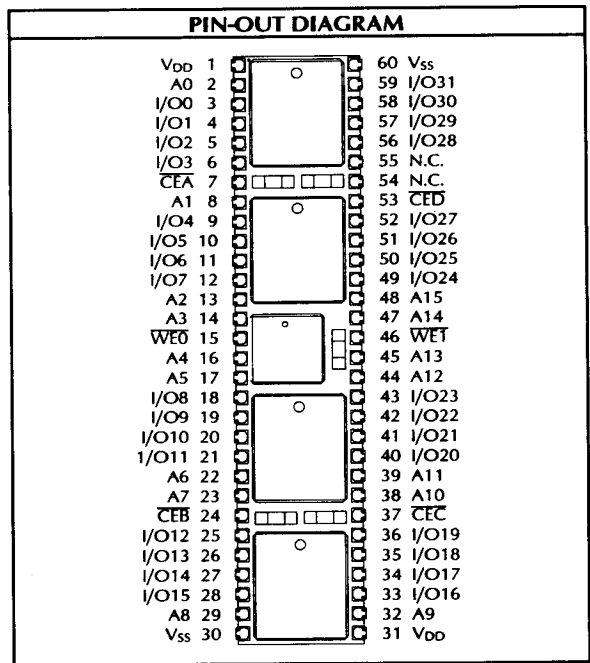 PIN-OUT DIAGRAM
VDD 1 60 VSS
A0 2 59 I/O31
I/O0 3 58 I/O30
I/O1 4 57 I/O29
I/O2 5 56 I/O28
I/O3 6 55 N.C.
CEA 7 54 N.C.
A1 8 53 CED
I/O4 9 52 I/O27
I/O5 10 51 I/O26
I/O6 11 50 I/O25
I/O7 12 49 I/O24
A2 13 48 A15
A3 14 47 A14
WE0 15 46 WE1
A4 16 45 A13
A5 17 44 A12
I/O8 18 43 I/O23
I/O9 19 42 I/O22
I/O10 20 41 I/O21
1/O11 21 40 I/O20
A6 22 39 A11
A7 23 38 A10
CEB 24 37 CEC
I/O12 25 36 I/O19
I/O13 26 35 I/O18
I/O14 27 34 I/O17
I/O15 28 33 I/O16
A8 29 32 A9
VSS 30 31 VDD